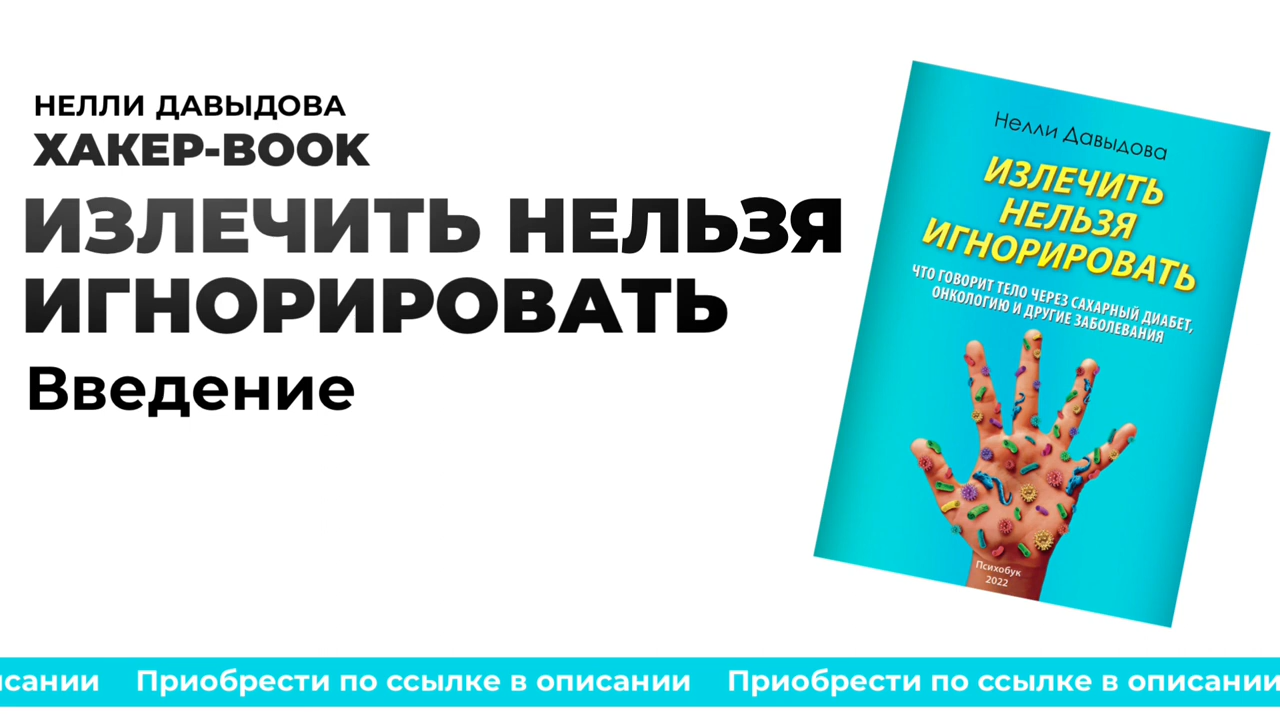 НЕЛЛИ ДАВЫДОВА
ХАКЕР-BOOK
ИЗЛЕЧИТЬ НЕЛЬЗЯ
ИГНОРИРОВАТЬ
Введение
Нелли Давыдова
ИЗЛЕЧИТЬ
НЕЛЬЗЯ
ИГНОРИРОВАТЬ
ЧТО ГОВОРИТ ТЕЛО ЧЕРЕЗ САХАРНЫЙ ДИАБЕТ,
ОНКОЛОГИЮ И ДРУГИЕ ЗАБОЛЕВАНИЯ
Психобук
2022
исании Приобрести по ссылке в описании Приобрести по ссылке в описании